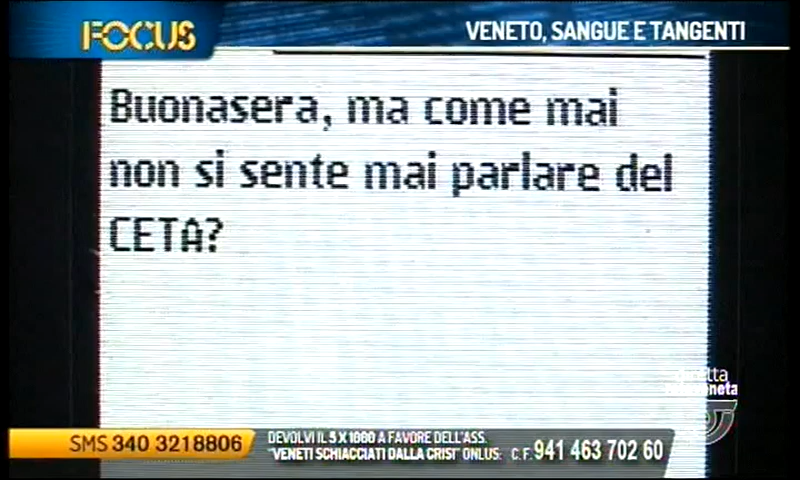 FOCUS
VENETO, SANGUE E TANGENTI
Buonasera, ma come mai
non si sente mai parlare del
CETA?
SMS 340 3218806
DEVOLVI IL 5 X 1000 A FAVORE DELL'ASS.
"VENETI SCHIACCIATI DALLA CRISI" ONLUS: C.F. 941 463 702 60